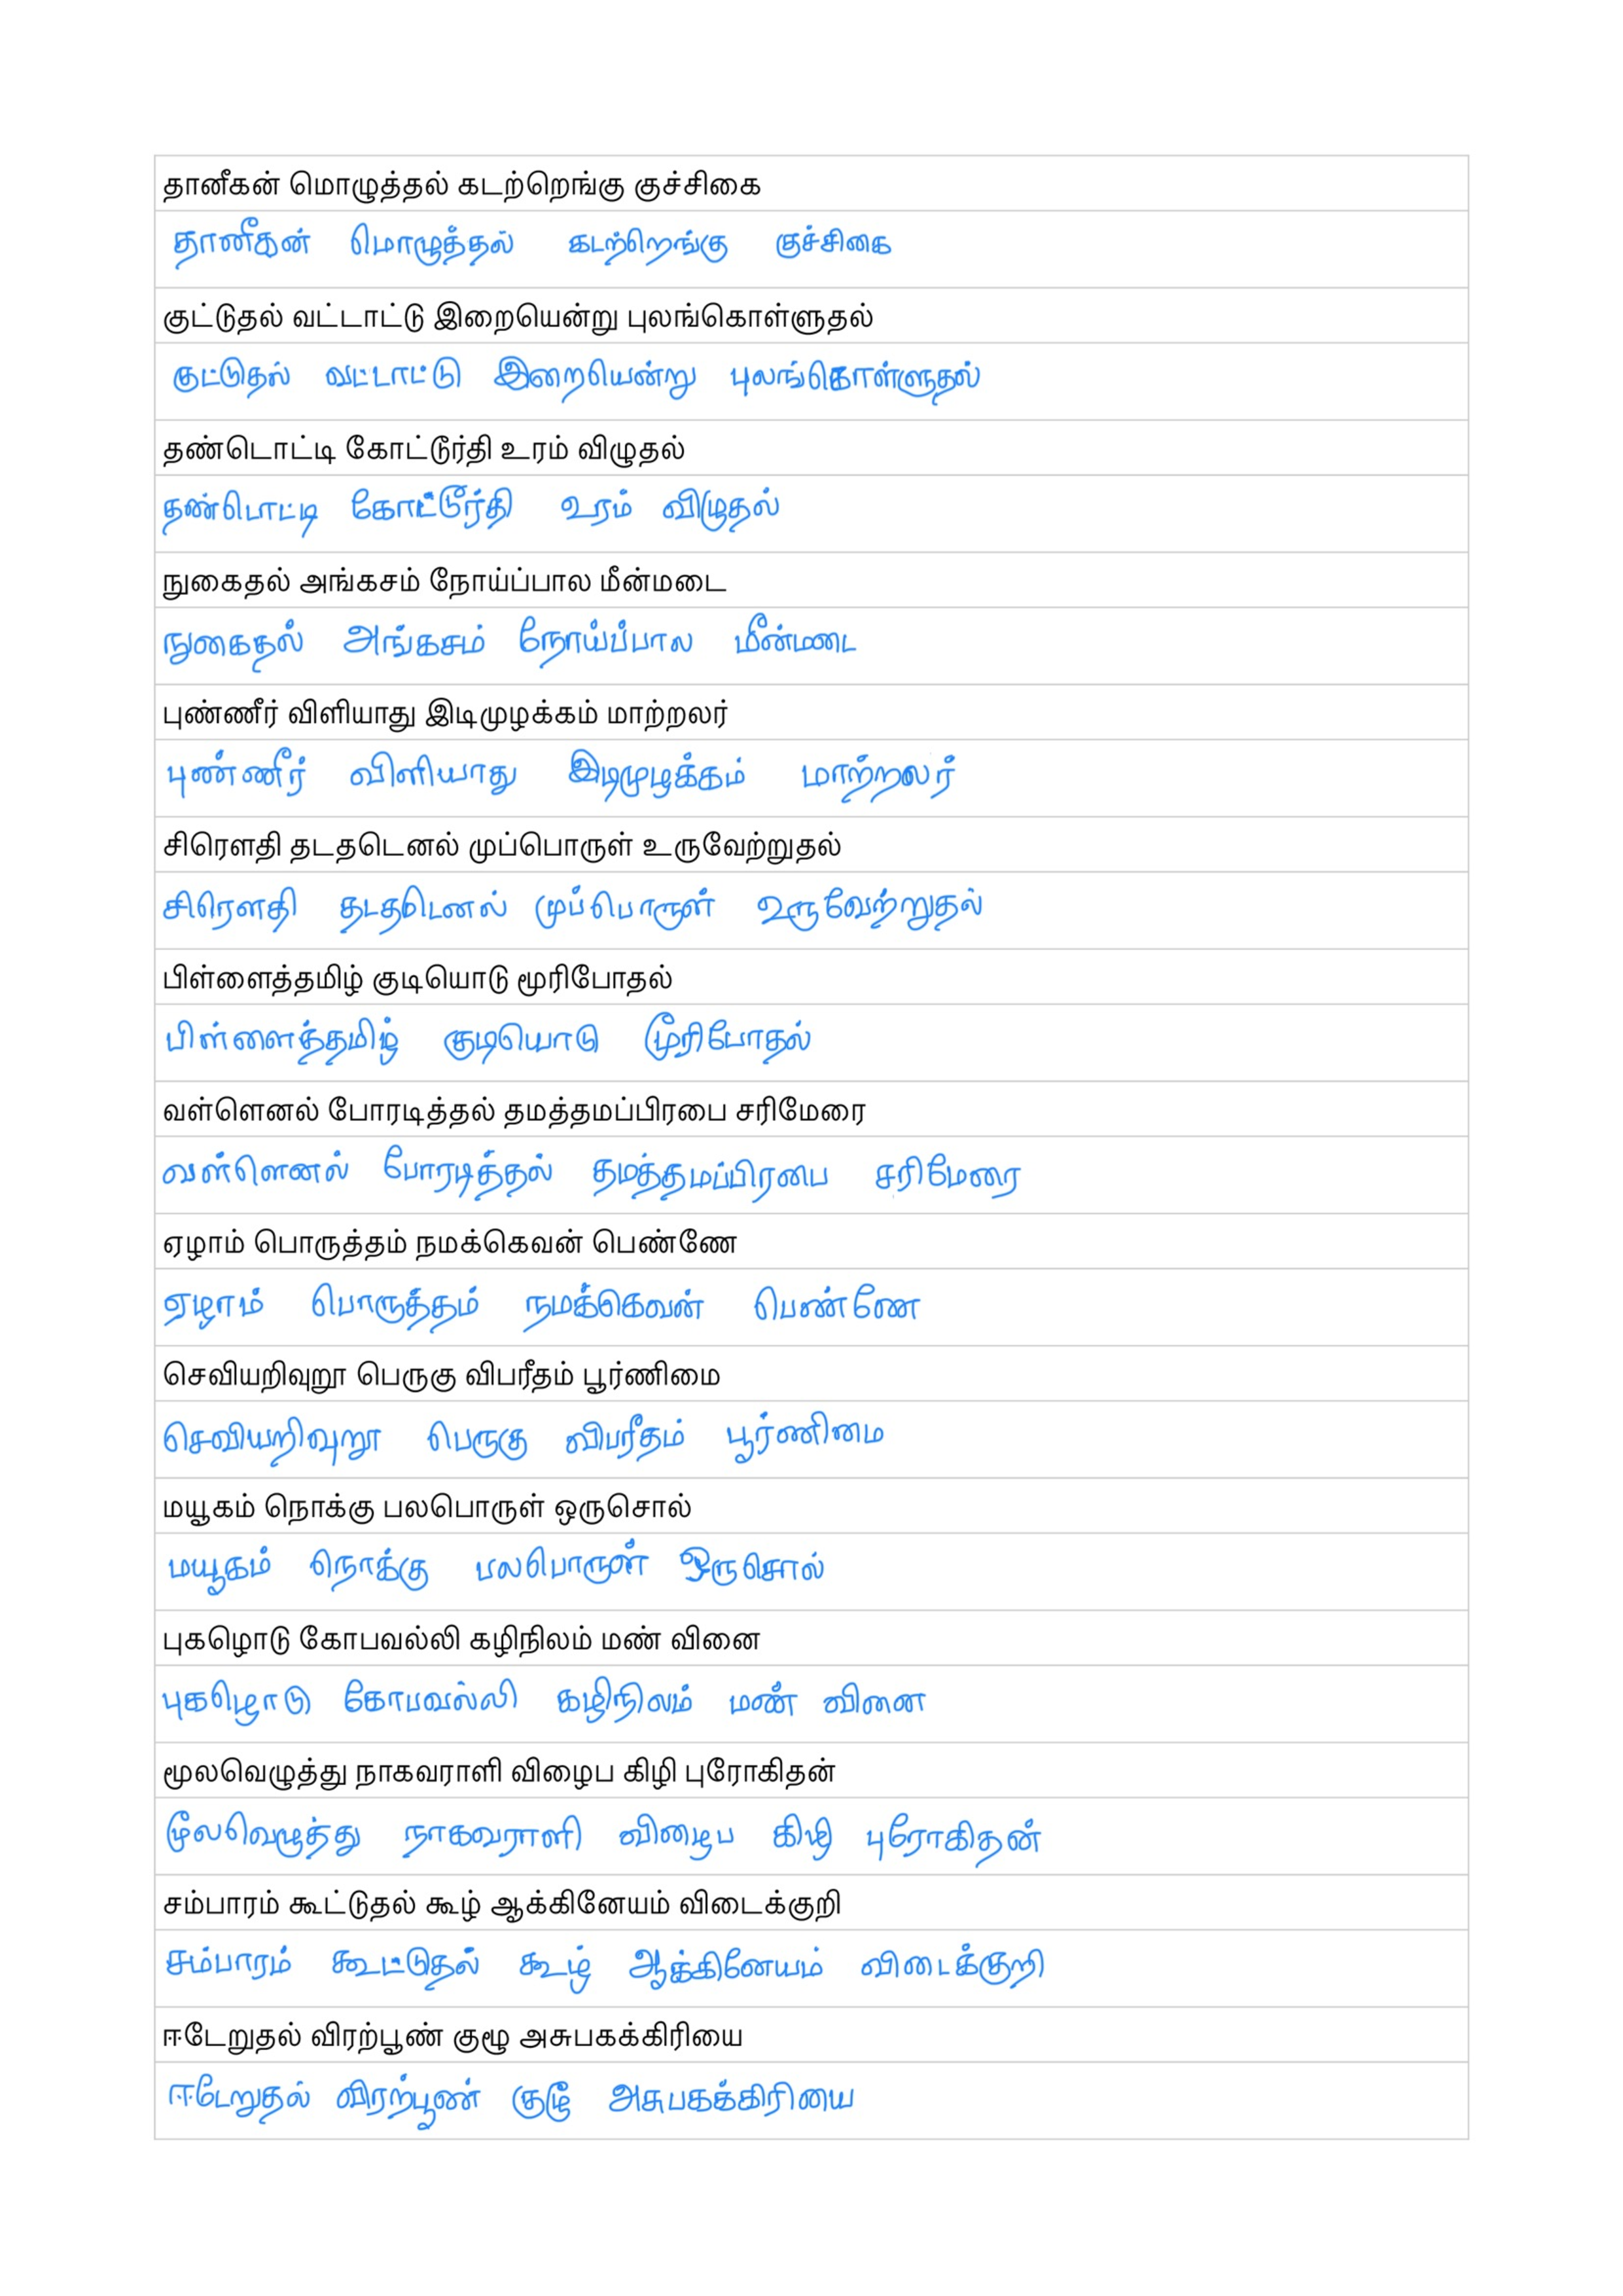 தானீகன் மொழுத்தல் கடற்றெங்கு குச்சிகை
தானீதன் மொழுத்தல் கடற்றெங்கு குச்சிகை
குட்டுதல் வட்டாட்டு இறையென்று புலங்கொள்ளுதல்
குட்டுதல் வட்டாட்டு இறையென்று புலங்கொள்ளுதல்
தண்டொட்டி கோட்டூர்தி உரம் விழுதல்
தண்பொட்டி கோட்டூர்தி உரம் விழுதல்
நுகைதல் அங்கசம் நோய்ப்பால மீன்மடை
நுகைதல் அங்கசம் நோய்ப்பால மீன்மடை
புண்ணீர் விளியாது இடிமுழக்கம் மாற்றலர்
புண்ணீர் விளியாது இடிமுழக்கம் மாற்றலர்
சிரௌதி தடதடெனல் முப்பொருள் உருவேற்றுதல்
சிரௌதி தடதடெனல் முப்பொருள் உருவேற்றுதல்
பிள்ளைத்தமிழ் குடியொடு மூரிபோதல்
பிள்ளைத்தமிழ் குடியொடு மூரிபோதல்
வள்ளெனல் போரடித்தல் தமத்தமப்பிரபை சரிமேரை
வள்ளெனல் போரடித்தல் தமத்தமப்பிரபை சரிமேரை
ஏழாம் பொருத்தம் நமக்கெவன் பெண்ணே
ஏழாம் பொருத்தம் நமக்கெவன் பெண்ணே
செவியறிவுறூ பெருகு விபரீதம் பூர்ணிமை
செவியறிவுறூ பெருகு விபரீதம் பூர்ணிமை
மயூகம் நொக்கு பலபொருள் ஒருசொல்
மயூகம் நொக்கு பலபொருள் ஒருசொல்
புகழொடு கோபவல்லி கழிநிலம் மண் வினை
புகழொடு கோபவல்லி கழிநிலம் மண் வினை
மூலவெழுத்து நாகவராளி விழைப கிழி புரோகிதன்
மூலவெழுத்து நாகவராளி விழைப கிழி புரோகிதன்
சம்பாரம் கூட்டுதல் கூழ் ஆக்கினேயம் விடைக்குறி
சம்பாரம் கூட்டுதல் கூழ் ஆக்கினேயம் விடைக்குறி
ஈடேறுதல் விரற்பூண் குழூ அசுபகக்கிரியை
ஈடேறுதல் விரற்பூண் குழூ அசுபகக்கிரியை